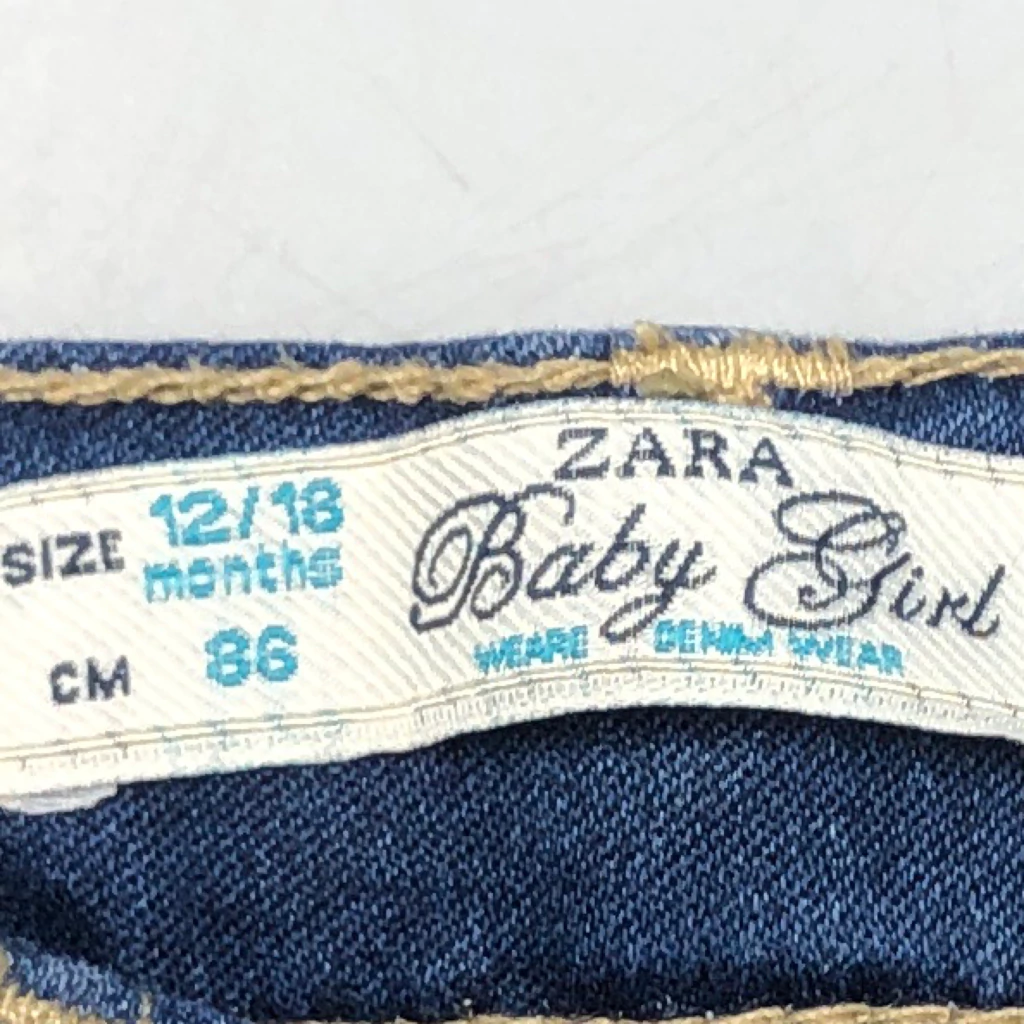 ZARA
Baby Girl
WEARE DENIM WEAR
SIZE 12/18
months
CM 86